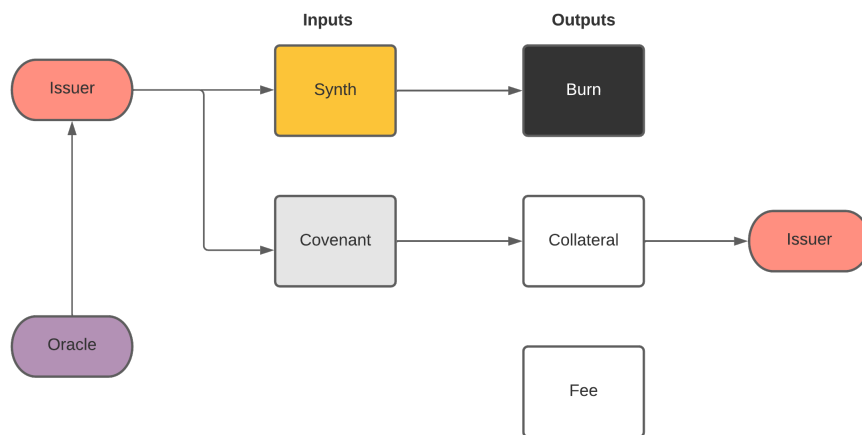 Inputs
Outputs
Issuer
Synth
Burn
Covenant
Collateral
Issuer
Oracle
Fee